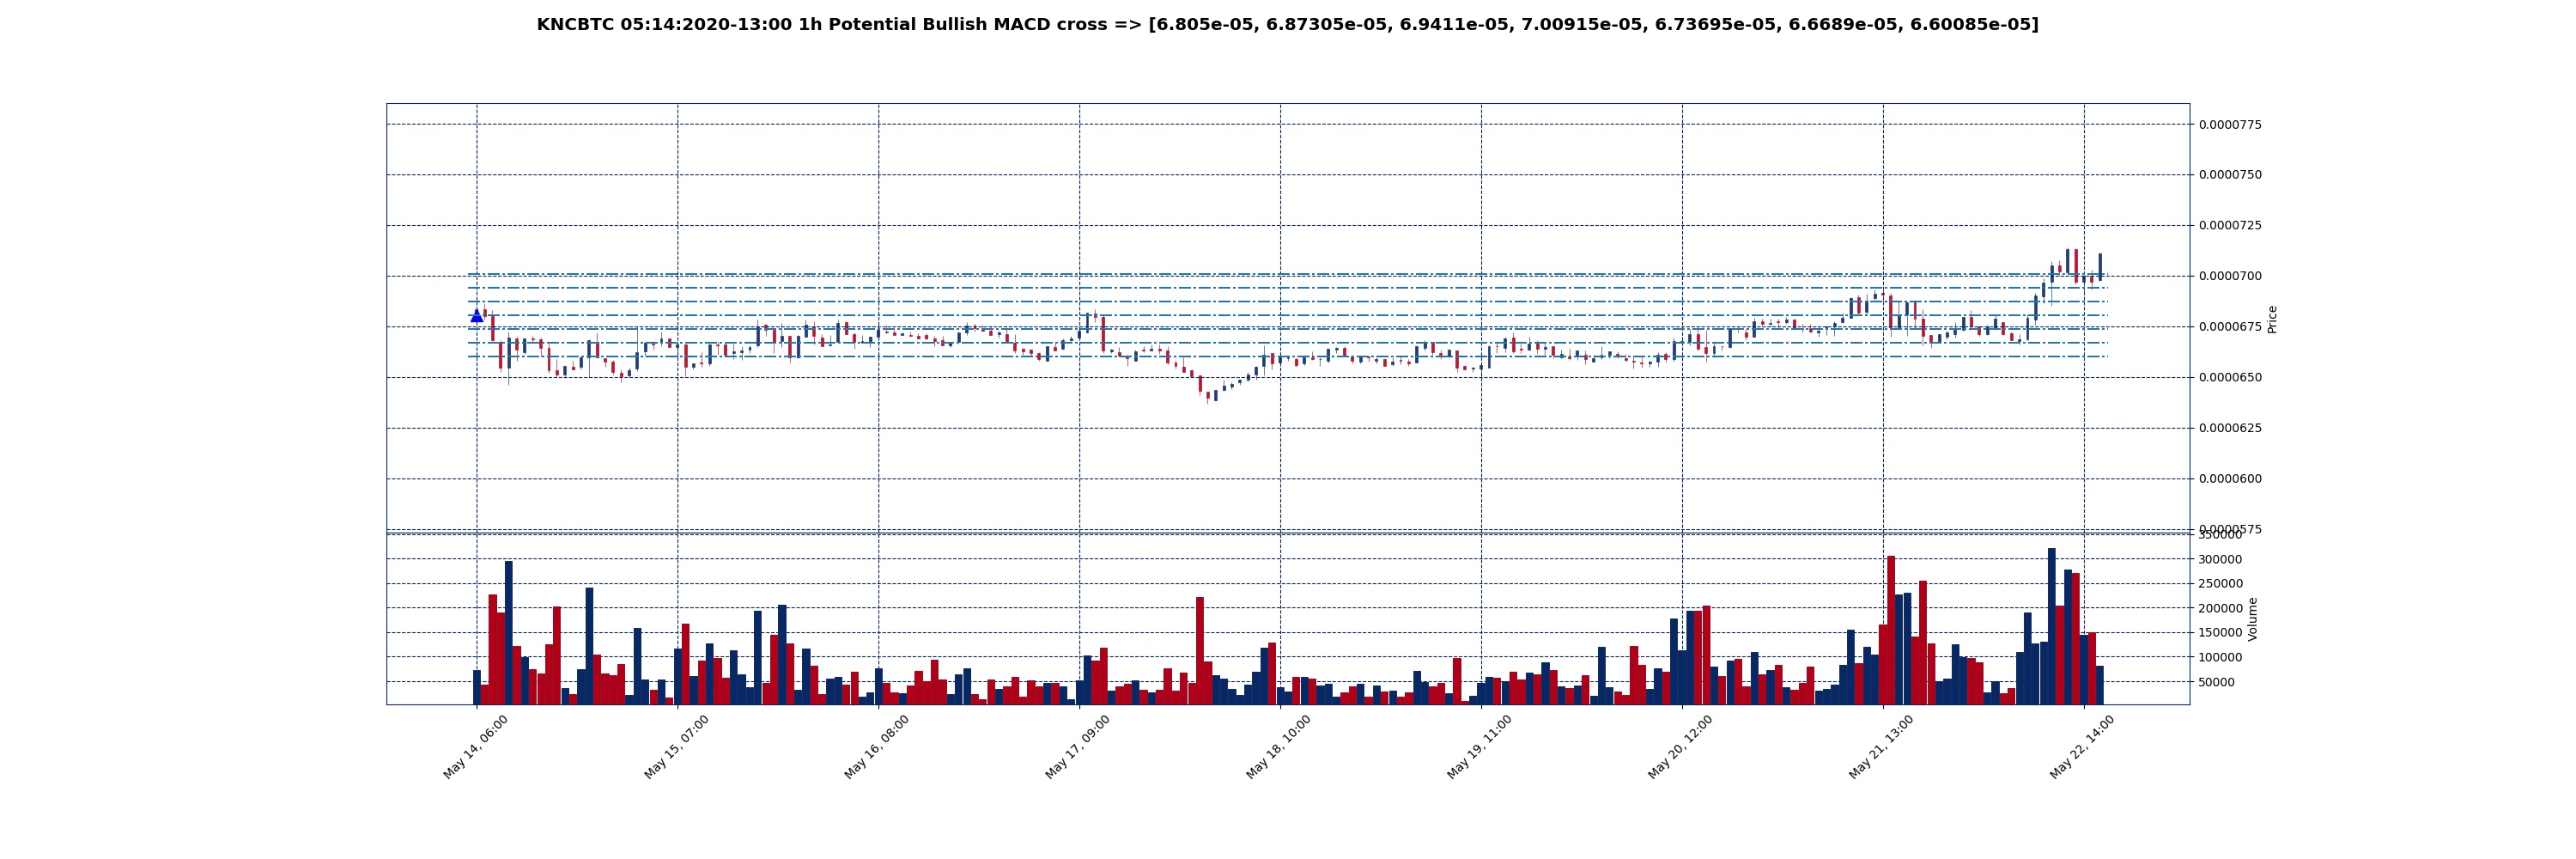 KNCBTC 05:14:2020-13:00 1h Potential Bullish MACD cross => [6.805e-05, 6.87305e-05, 6.9411e-05, 7.00915e-05, 6.73695e-05, 6.6689e-05, 6.60085e-05]
0.0000775
0.0000750
0.0000725
0.0000700
0.0000675
0.0000650
0.0000625
0.0000600
0.0000575
Price
350000
300000
250000
200000
150000
100000
50000
Volume
May 14, 06:00
May 15, 07:00
May 16, 08:00
May 17, 09:00
May 18, 10:00
May 19, 11:00
May 20, 12:00
May 21, 13:00
May 22, 14:00